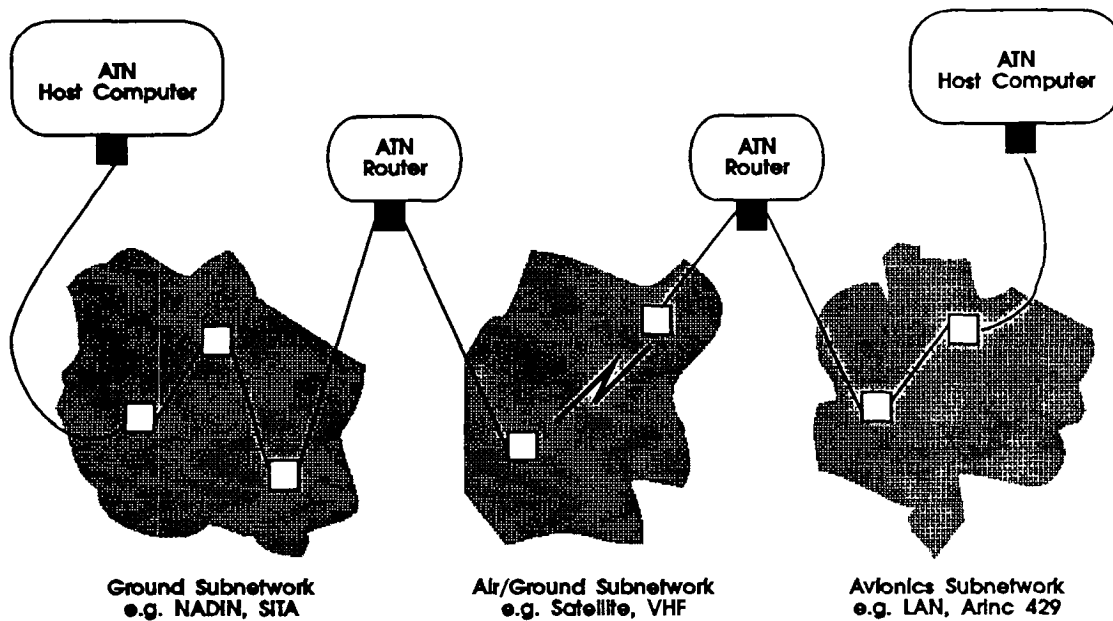 ATN
Host Computer
ATN
Router
ATN
Router
ATN
Host Computer
Ground Subnetwork
e.g. NADIN, SITA
Air/Ground Subnetwork
e.g. Satellite, VHF
Avionics Subnetwork
e.g. LAN, Arinc 429